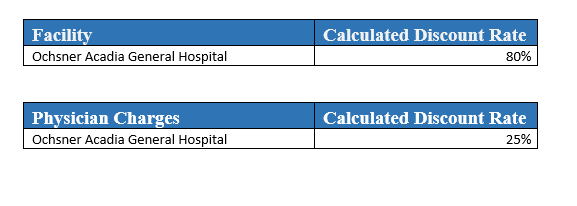 Facility Calculated Discount Rate
Ochsner Acadia General Hospital 80%
Physician Charges Calculated Discount Rate
Ochsner Acadia General Hospital 25%